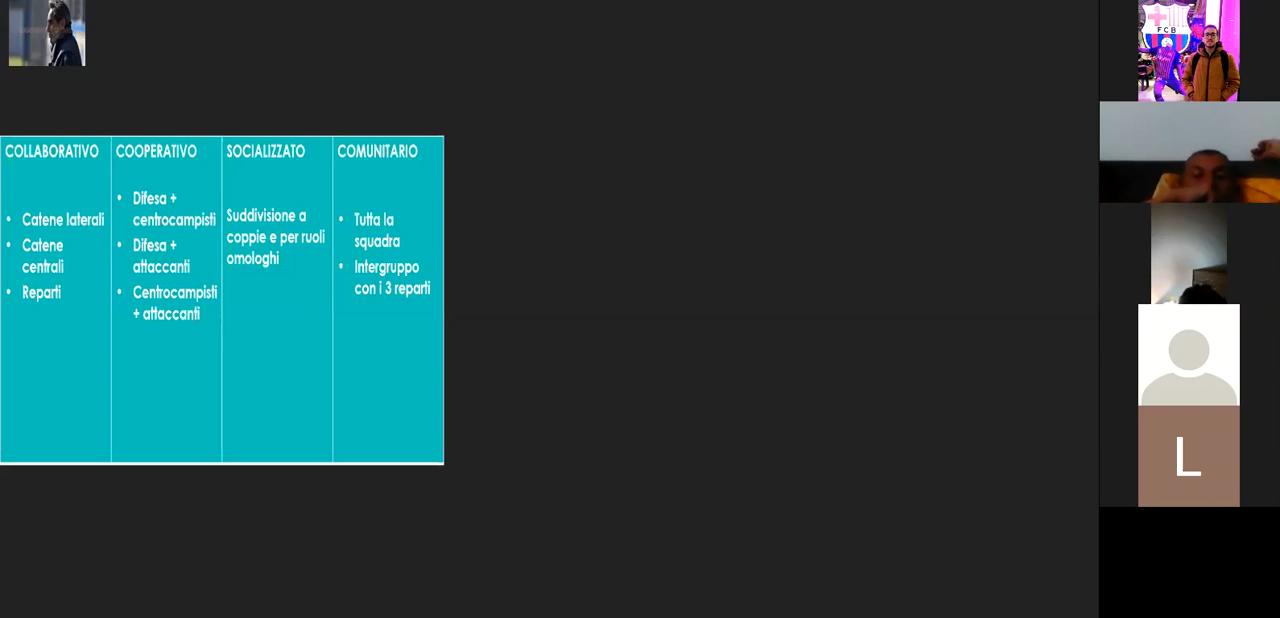 COLLABORATIVO
• Catene laterali
• Catene
centrali
• Reparti
COOPERATIVO
• Difesa +
centrocampisti
• Difesa +
attaccanti
• Centrocampisti
+ attaccanti
SOCIALIZZATO
Suddivisione a
coppie e per ruoli
omologhi
COMUNITARIO
• Tutta la
squadra
• Intergruppo
con i 3 reparti
FCB
L